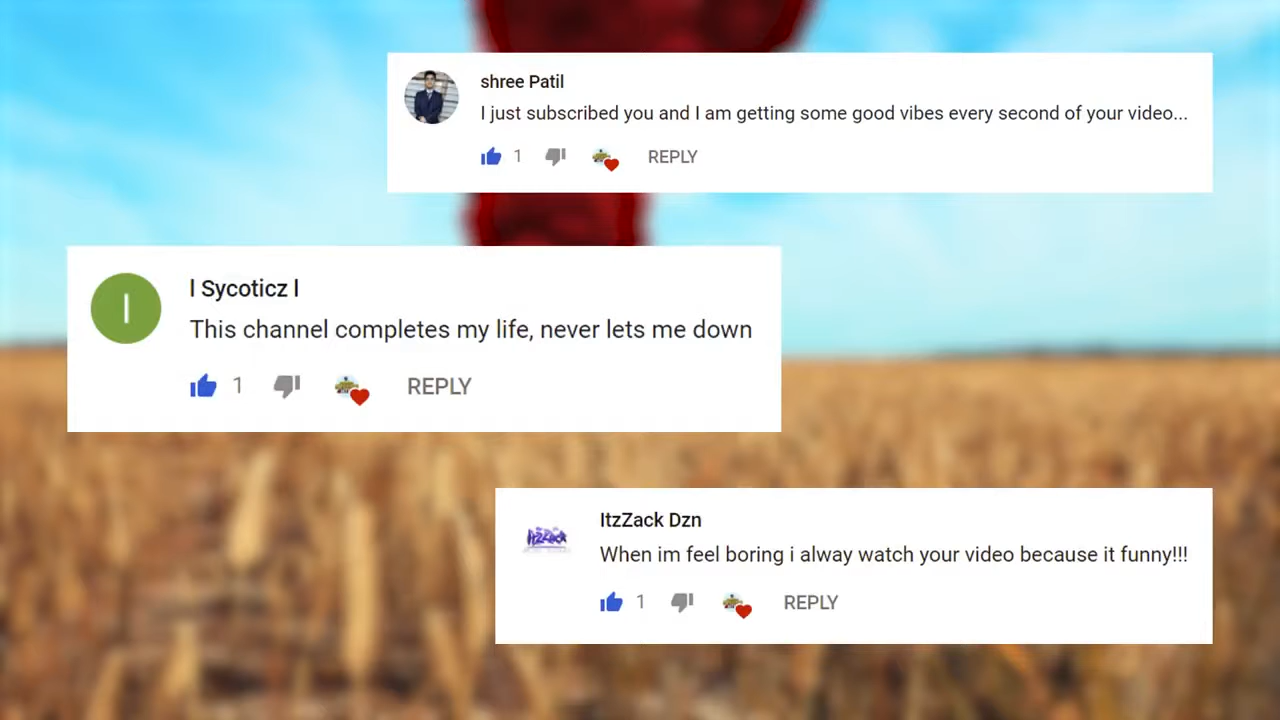 shree Patil
I just subscribed you and I am getting some good vibes every second of your video...
1 REPLY
I
l Sycoticz l
This channel completes my life, never lets me down
1 REPLY
ItzZack
ItzZack Dzn
When im feel boring i alway watch your video because it funny!!!
1 REPLY